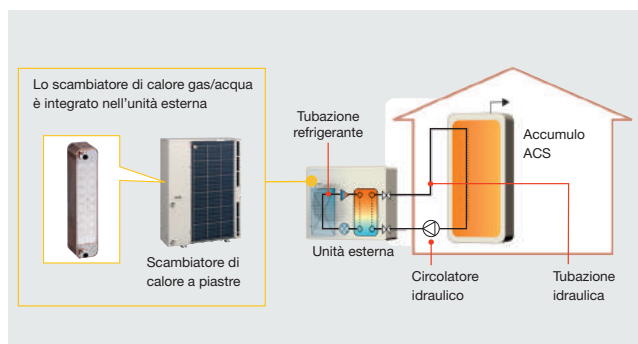 Lo scambiatore di calore gas/acqua
è integrato nell'unità esterna
Scambiatore di
calore a piastre
Tubazione
refrigerante
Unità esterna
Accumulo
ACS
Circolatore
idraulico
Tubazione
idraulica